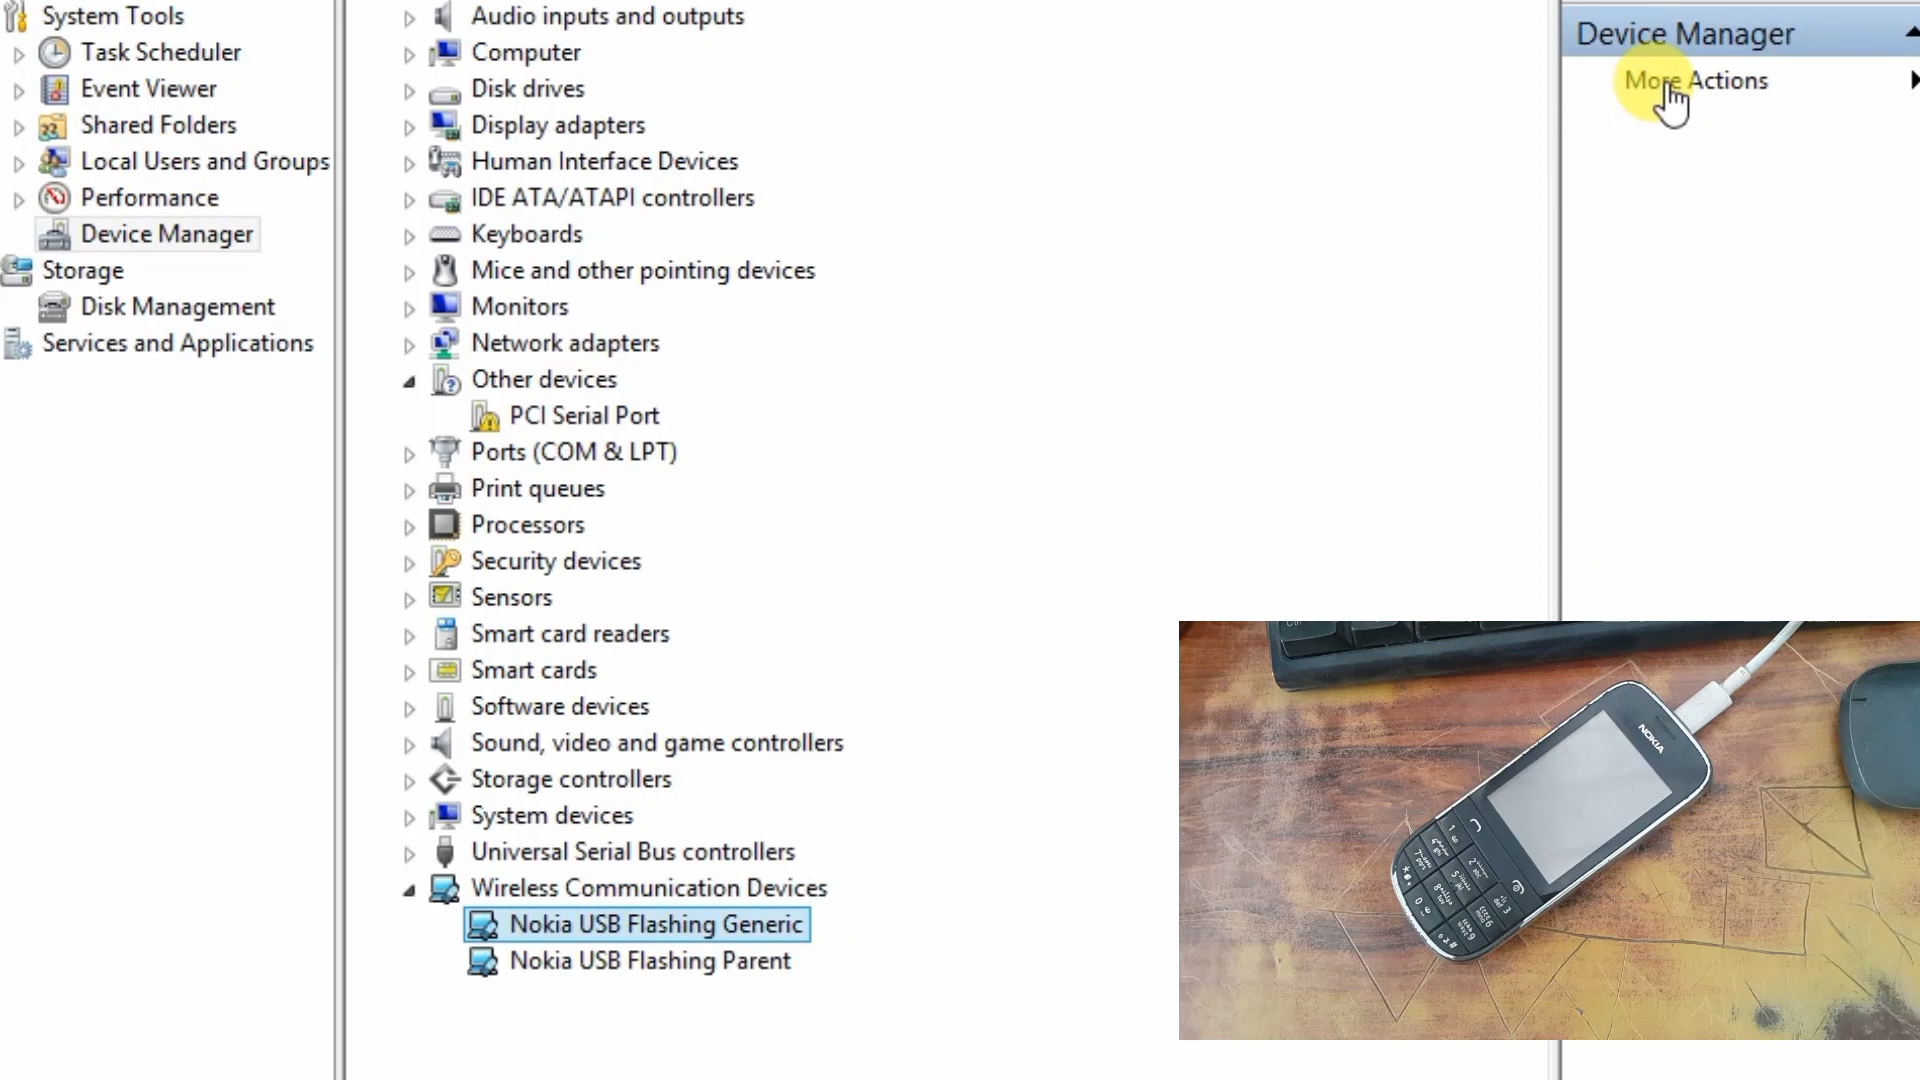 System Tools
Task Scheduler
Event Viewer
Shared Folders
Local Users and Groups
Performance
Device Manager
Storage
Disk Management
Services and Applications
Audio inputs and outputs
Computer
Disk drives
Display adapters
Human Interface Devices
IDE ATA/ATAPI controllers
Keyboards
Mice and other pointing devices
Monitors
Network adapters
Other devices
PCI Serial Port
Ports (COM & LPT)
Print queues
Processors
Security devices
Sensors
Smart card readers
Smart cards
Software devices
Sound, video and game controllers
Storage controllers
System devices
Universal Serial Bus controllers
Wireless Communication Devices
Nokia USB Flashing Generic
Nokia USB Flashing Parent
Device Manager
More Actions
NOKIA